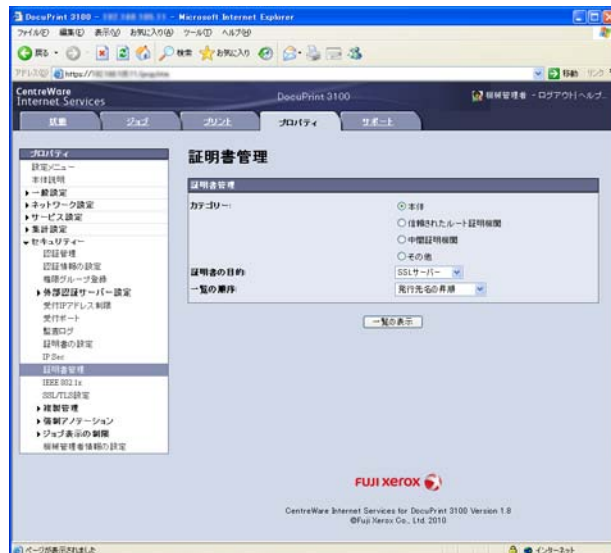 DocuPrint 3100 - Microsoft Internet Explorer
ファイル(F) 編集(E) 表示(V) お気に入り(A) ツール(T) ヘルプ(H)
戻る 検索 お気に入り
アドレス(D) https:// 移動 リンク
CentreWare
Internet Services
DocuPrint 3100
機械管理者 - ログアウト ヘルプ
状態 ジョブ プリント プロパティ サポート
プロパティ
設定メニュー
本体説明
一般設定
ネットワーク設定
サービス設定
集計設定
セキュリティー
認証管理
認証情報の設定
権限グループ登録
外部認証サーバー設定
受付IPアドレス制限
受付ポート
監査ログ
証明書の設定
IP Sec
証明書管理
IEEE 802.1x
SSL/TLS設定
複製管理
強制アノテーション
ジョブ表示の制限
機械管理者情報の設定
証明書管理
証明書管理
カテゴリー:
本体
信頼されたルート証明機関
中間証明機関
その他
証明書の目的: SSLサーバー
一覧の順序: 発行先名の昇順
一覧の表示
FUJI XEROX
CentreWare Internet Services for DocuPrint 3100 Version 1.8
©Fuji Xerox Co., Ltd. 2010
ページが表示されました
インターネット